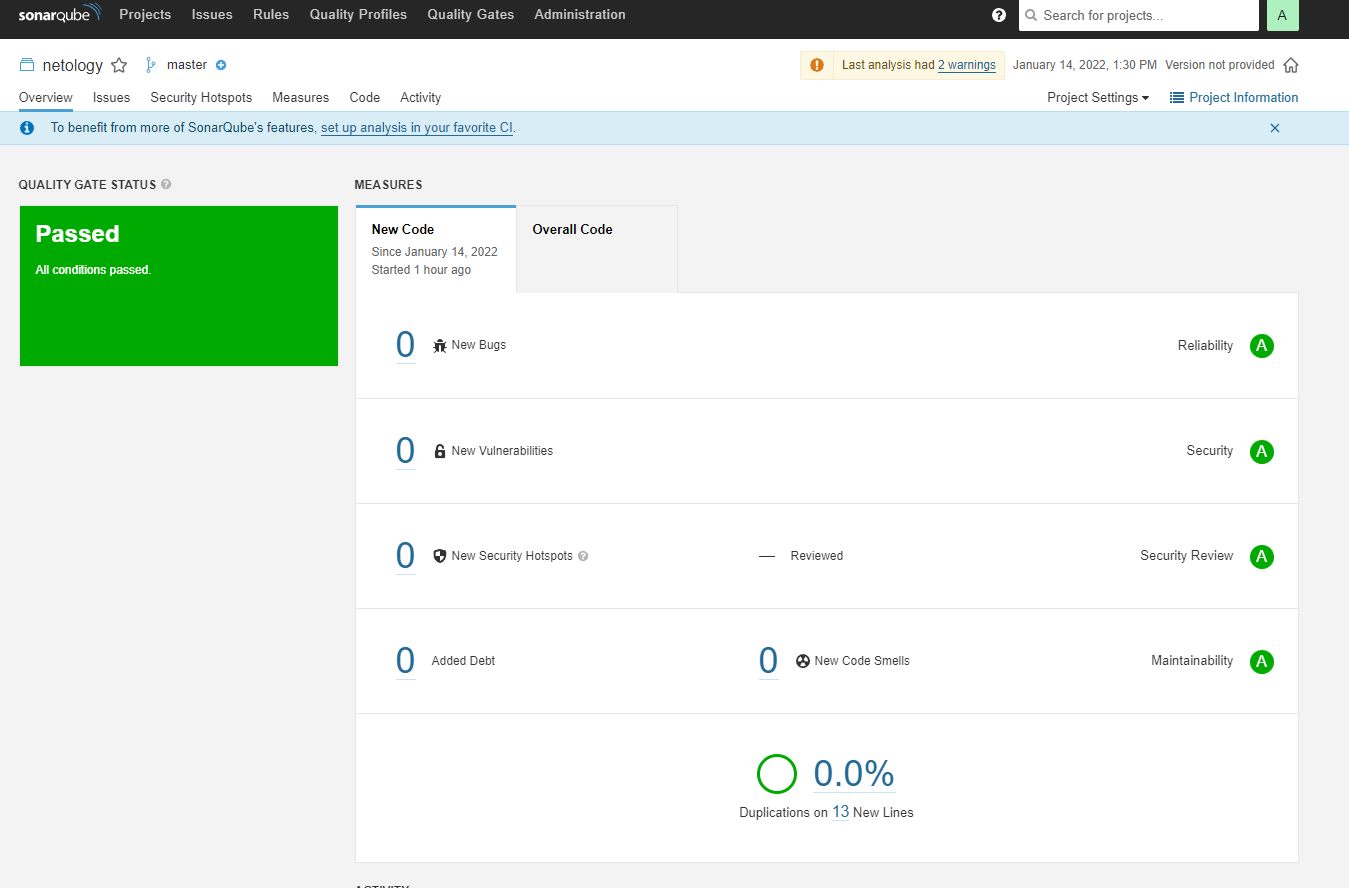 sonarqube Projects Issues Rules Quality Profiles Quality Gates Administration ? Search for projects... A
netology master Last analysis had 2 warnings January 14, 2022, 1:30 PM Version not provided
Overview Issues Security Hotspots Measures Code Activity Project Settings Project Information
To benefit from more of SonarQube's features, set up analysis in your favorite CI.
QUALITY GATE STATUS ?
Passed
All conditions passed.
MEASURES
New Code
Since January 14, 2022
Started 1 hour ago
Overall Code
0 New Bugs Reliability A
0 New Vulnerabilities Security A
0 New Security Hotspots ? — Reviewed Security Review A
0 Added Debt 0 New Code Smells Maintainability A
0.0%
Duplications on 13 New Lines
ACTIVITY